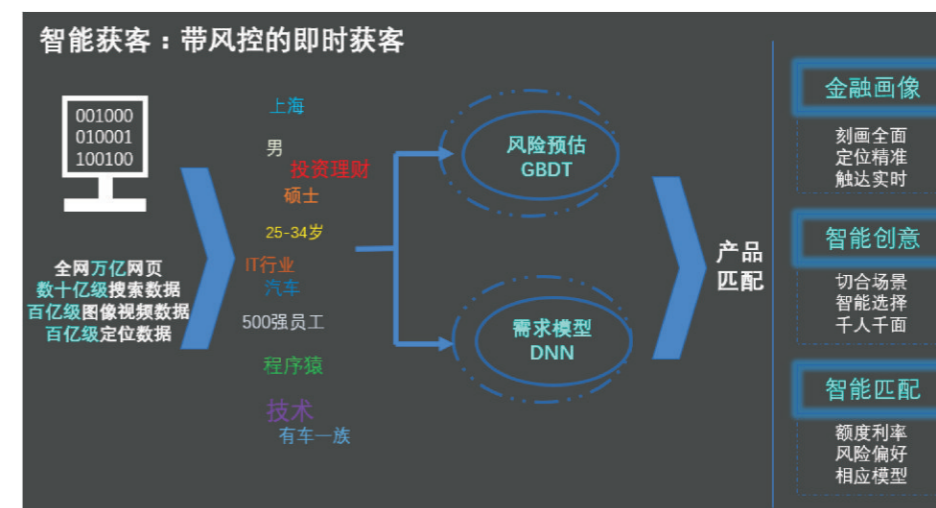 智能获客：带风控的即时获客
001000
010001
100100
全网万亿网页
数十亿级搜索数据
百亿级图像视频数据
百亿级定位数据
上海
男
投资理财
硕士
25-34岁
IT行业
汽车
500强员工
程序猿
技术
有车一族
风险预估
GBDT
需求模型
DNN
产品
匹配
金融画像
刻画全面
定位精准
触达实时
智能创意
切合场景
智能选择
千人千面
智能匹配
额度利率
风险偏好
相应模型